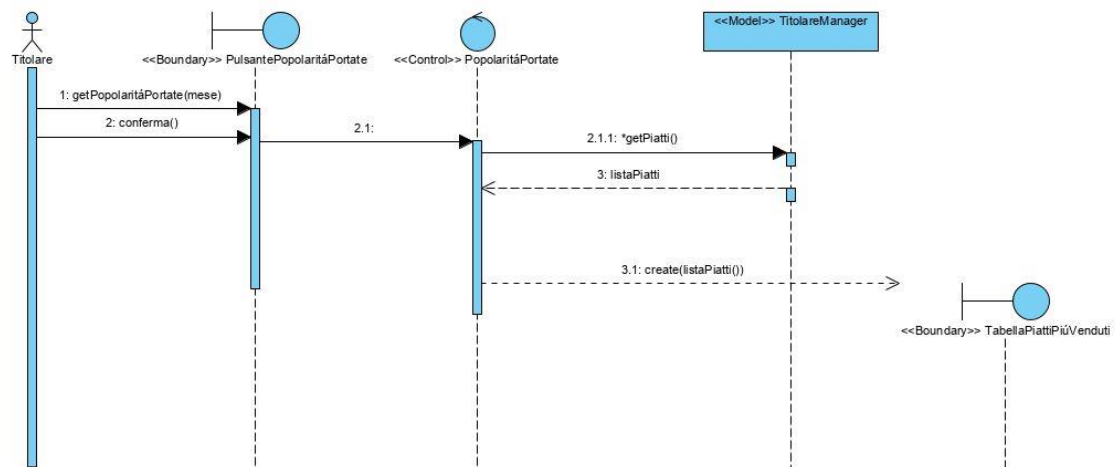 <<Model>> TitolareManager
Titolare
<<Boundary>> PulsantePopolaritáPortate
<<Control>> PopolaritáPortate
1: getPopolaritáPortate(mese)
2: conferma()
2.1:
2.1.1: *getPiatti()
3: listaPiatti
3.1: create(listaPiatti())
<<Boundary>> TabellaPiattiPiúVenduti